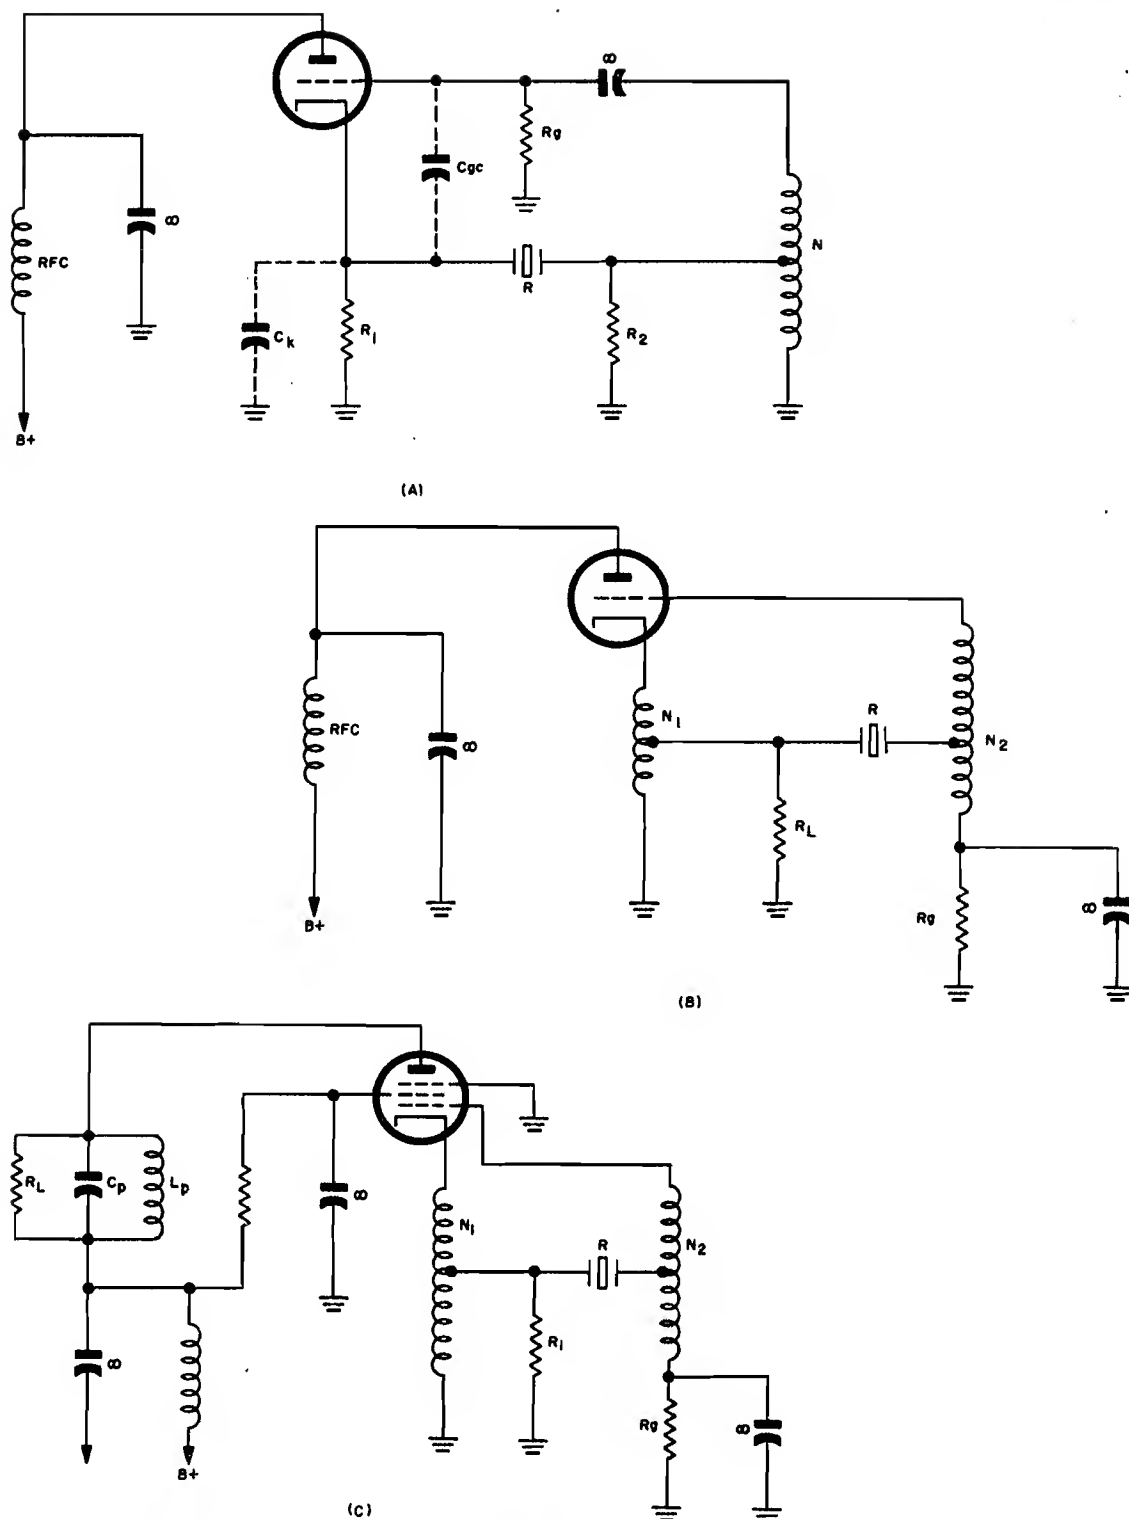 ∞
Rg
Cgc
∞
RFC
N
R
Ck
R1
R2
B+
(A)
R
N1
RFC
∞
N2
RL
Rg
∞
B+
(B)
RL
Cp
Lp
∞
N1
R
N2
R1
∞
Rg
∞
B+
(C)